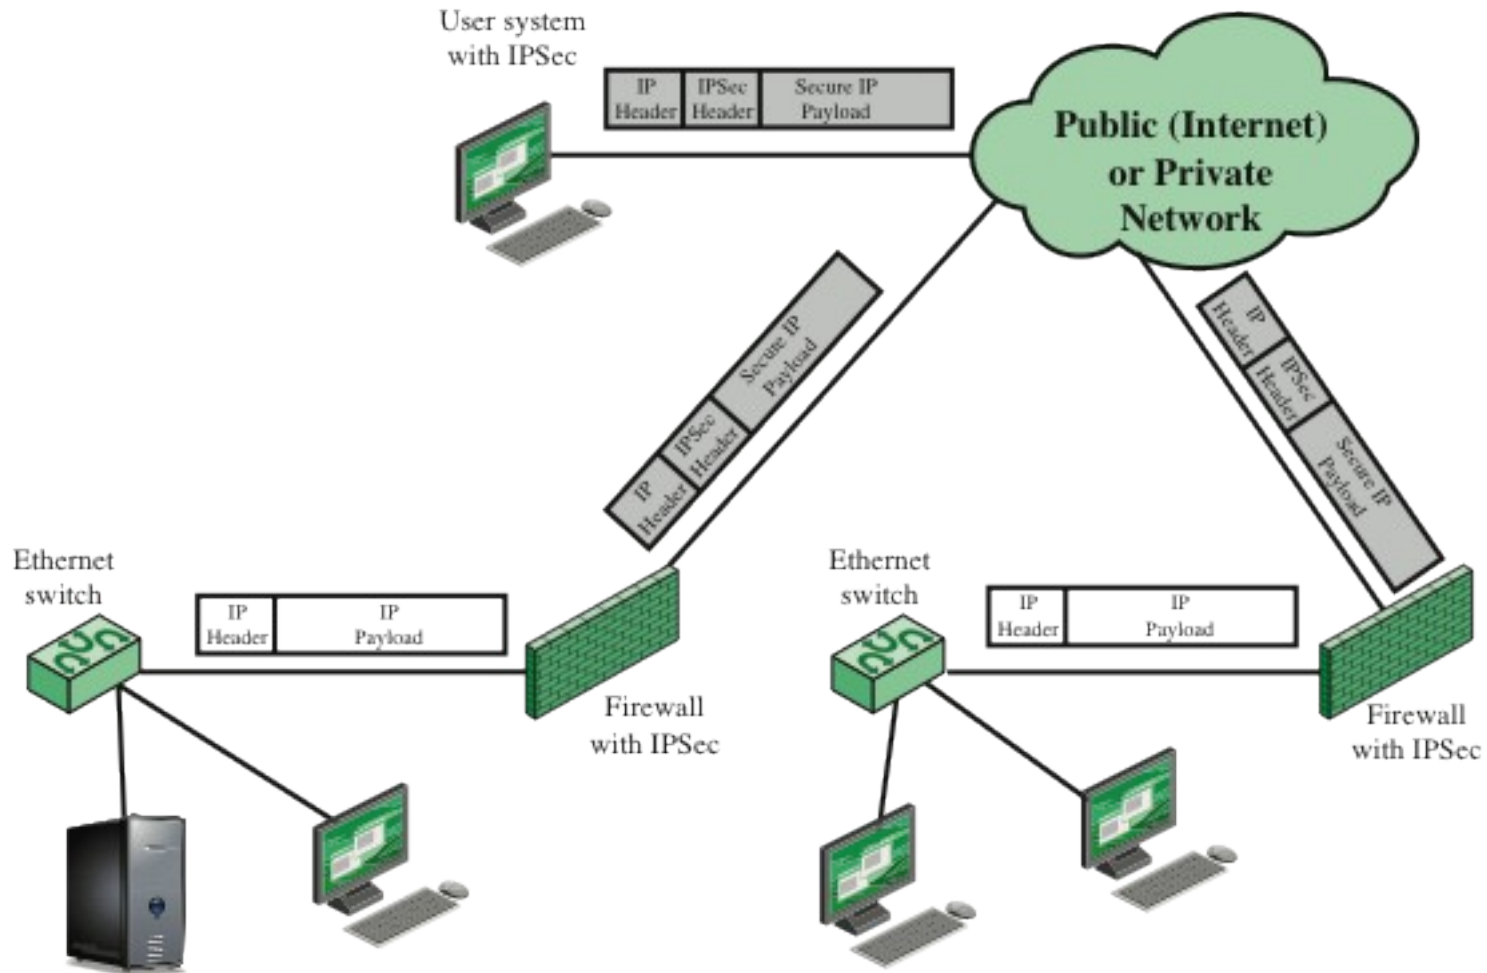 User system
with IPSec
IP
Header
IPSec
Header
Secure IP
Payload
Public (Internet)
or Private
Network
IP
Header
IPSec
Header
Secure IP
Payload
IP
Header
IPSec
Header
Secure IP
Payload
Ethernet
switch
IP
Header
IP
Payload
Firewall
with IPSec
Ethernet
switch
IP
Header
IP
Payload
Firewall
with IPSec